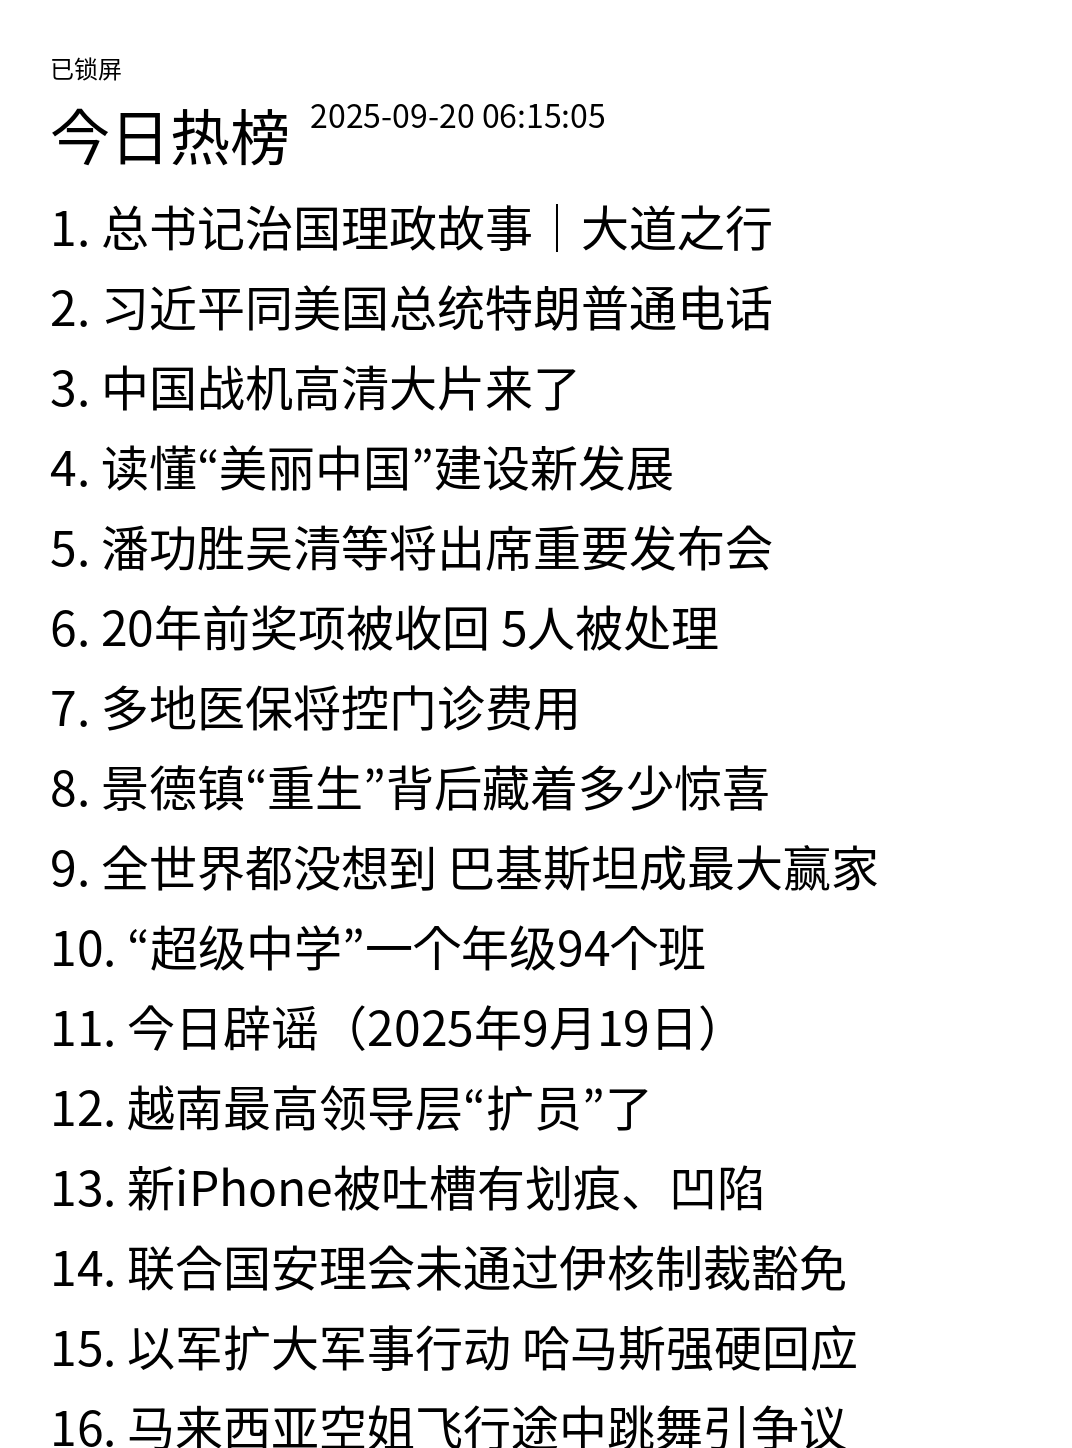 已锁屏
今日热榜 2025-09-20 06:15:05
1. 总书记治国理政故事｜大道之行
2. 习近平同美国总统特朗普通电话
3. 中国战机高清大片来了
4. 读懂“美丽中国”建设新发展
5. 潘功胜吴清等将出席重要发布会
6. 20年前奖项被收回 5人被处理
7. 多地医保将控门诊费用
8. 景德镇“重生”背后藏着多少惊喜
9. 全世界都没想到 巴基斯坦成最大赢家
10. “超级中学”一个年级94个班
11. 今日辟谣（2025年9月19日）
12. 越南最高领导层“扩员”了
13. 新iPhone被吐槽有划痕、凹陷
14. 联合国安理会未通过伊核制裁豁免
15. 以军扩大军事行动 哈马斯强硬回应
16. 马来西亚空姐飞行途中跳舞引争议